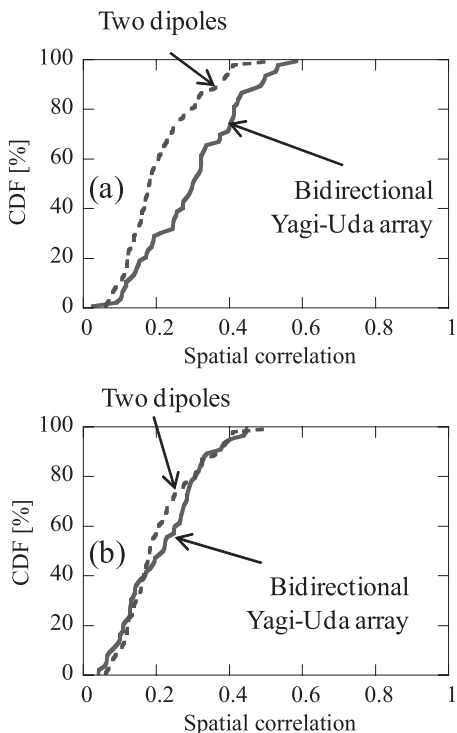 Two dipoles
100
80
60
40
20
0
CDF [%]
(a)
Bidirectional
Yagi-Uda array
0 0.2 0.4 0.6 0.8 1
Spatial correlation
Two dipoles
100
80
60
40
20
0
CDF [%]
(b)
Bidirectional
Yagi-Uda array
0 0.2 0.4 0.6 0.8 1
Spatial correlation